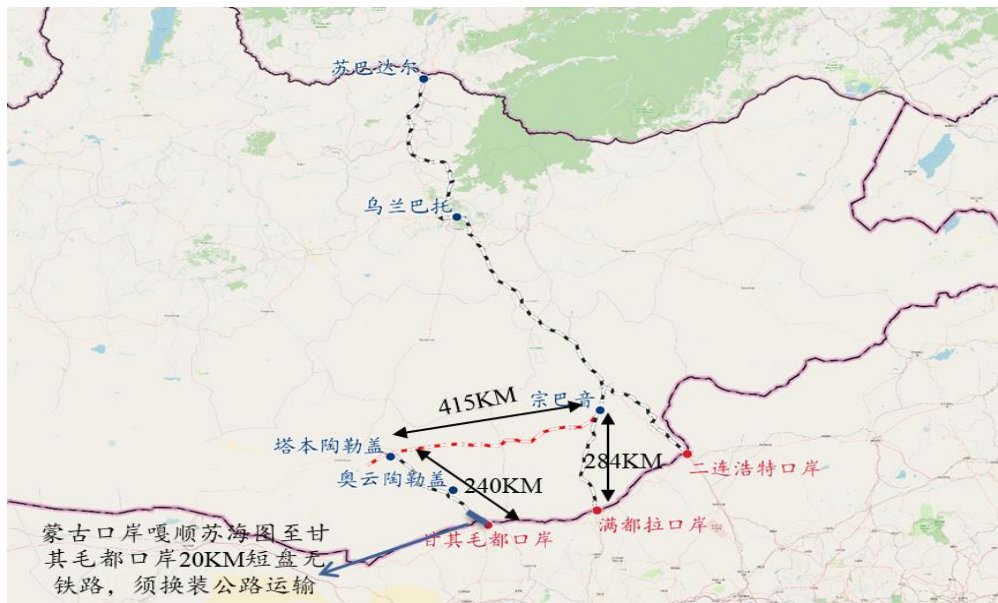 苏巴达尔
乌兰巴托
415KM
宗巴音
塔本陶勒盖
284KM
二连浩特口岸
奥云陶勒盖
240KM
满都拉口岸
甘其毛都口岸
蒙古口岸嘎顺苏海图至甘
其毛都口岸20KM短盘无
铁路，须换装公路运输